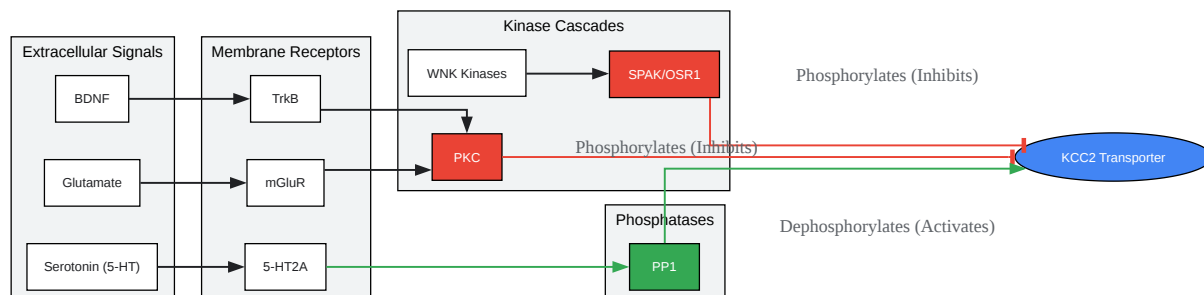 Kinase Cascades
Extracellular Signals
Membrane Receptors
WNK Kinases
SPAK/OSR1
Phosphorylates (Inhibits)
BDNF
TrkB
Phosphorylates (Inhibits)
PKC
KCC2 Transporter
Glutamate
mGluR
Phosphatases
Dephosphorylates (Activates)
Serotonin (5-HT)
5-HT2A
PP1